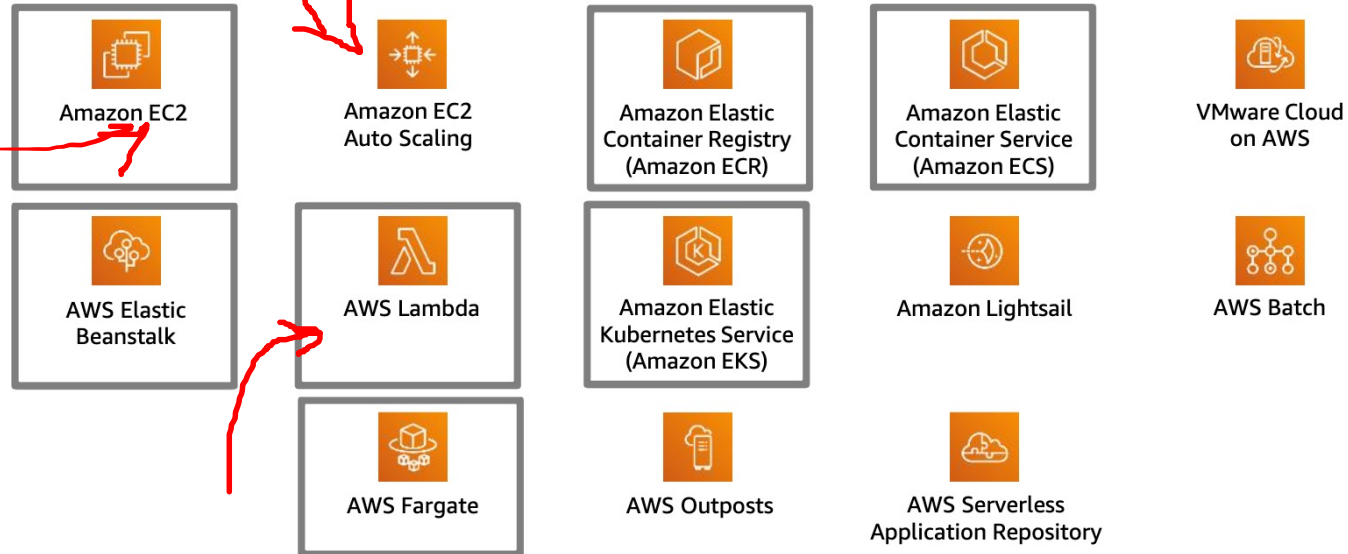 Amazon EC2
Amazon EC2
Auto Scaling
Amazon Elastic
Container Registry
(Amazon ECR)
Amazon Elastic
Container Service
(Amazon ECS)
VMware Cloud
on AWS
AWS Elastic
Beanstalk
AWS Lambda
Amazon Elastic
Kubernetes Service
(Amazon EKS)
Amazon Lightsail
AWS Batch
AWS Fargate
AWS Outposts
AWS Serverless
Application Repository